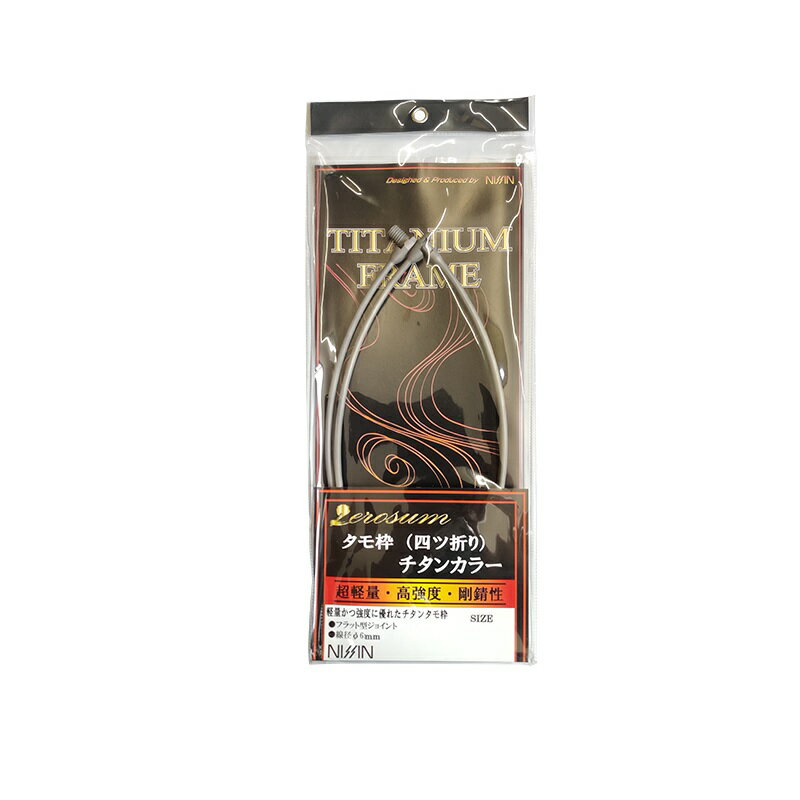 Designed & Produced by NISSIN
TITANIUM
FRAME
Zerosum
タモ枠 (四ツ折り)
チタンカラー
超軽量・高強度・剛錆性
軽量かつ強度に優れたチタンタモ枠
SIZE
●フラット型ジョイント
●線径φ6mm
NISSIN